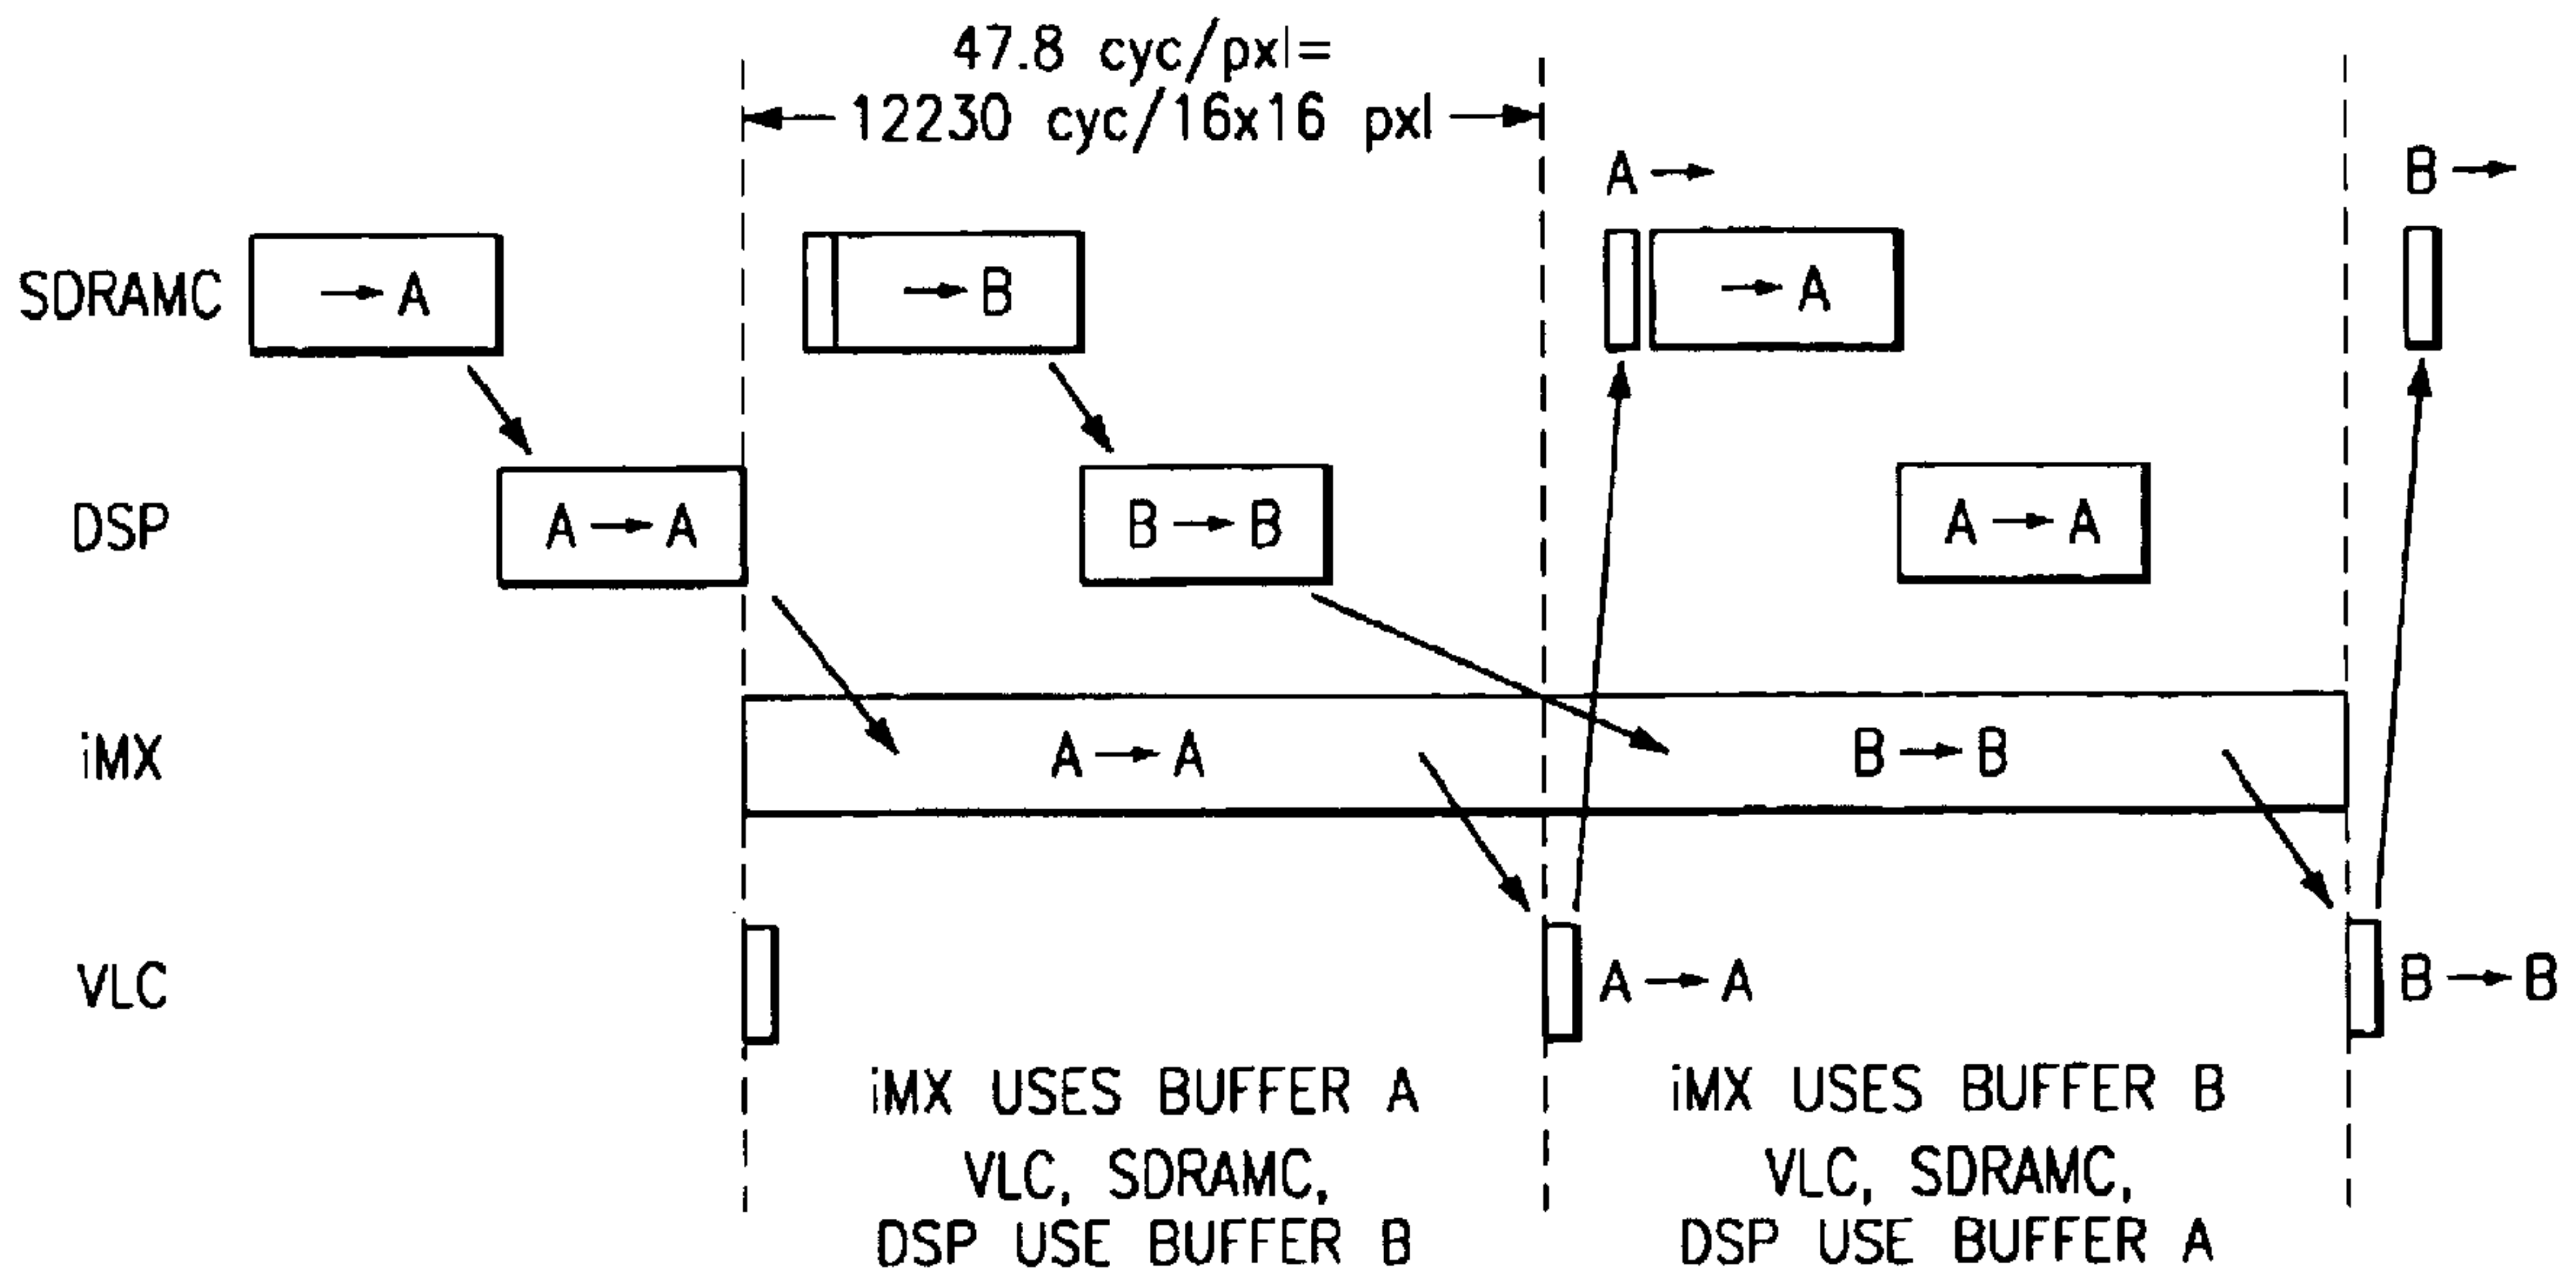 47.8 cyc/pxl=
12230 cyc/16x16 pxl
A → B →
SDRAMC → A → B → A
DSP A → A B → B A → A
iMX A → A B → B
VLC A → A B → B
iMX USES BUFFER A
VLC, SDRAMC,
DSP USE BUFFER B
iMX USES BUFFER B
VLC, SDRAMC,
DSP USE BUFFER A